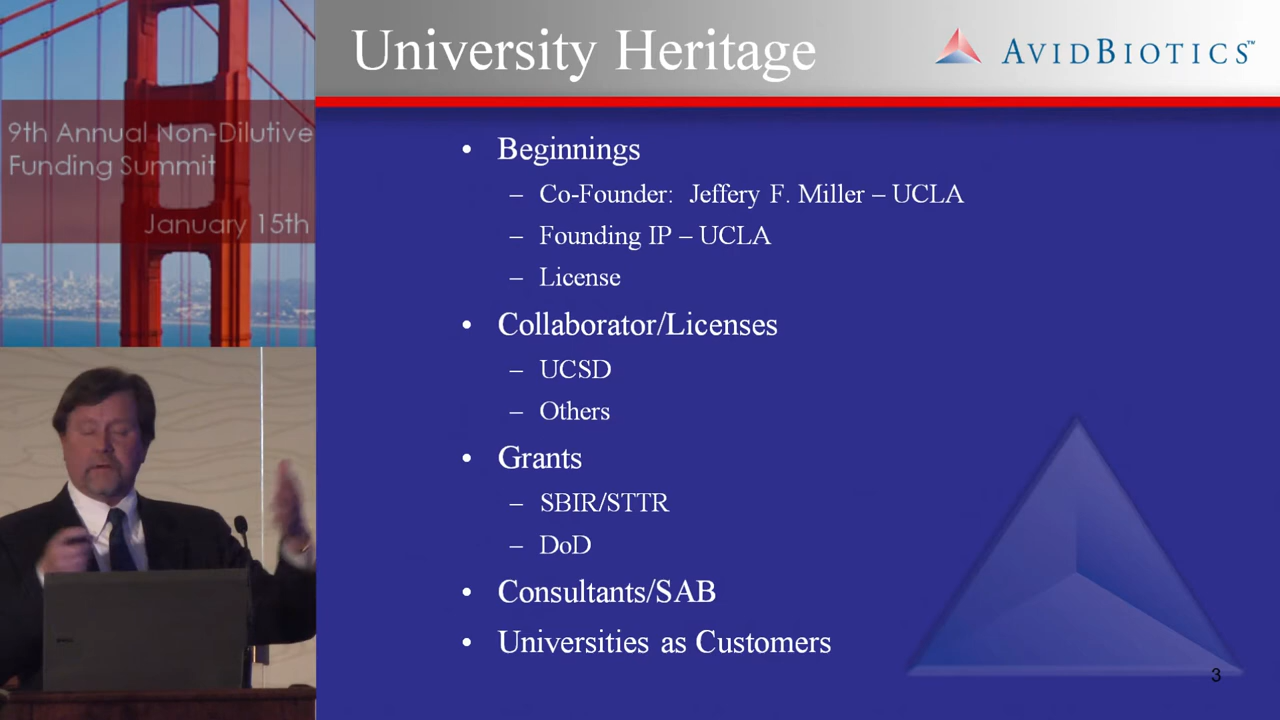 9th Annual Non-Dilutive
Funding Summit
January 15th
University Heritage
AVIDBIOTICS™
• Beginnings
– Co-Founder: Jeffery F. Miller – UCLA
– Founding IP – UCLA
– License
• Collaborator/Licenses
– UCSD
– Others
• Grants
– SBIR/STTR
– DoD
• Consultants/SAB
• Universities as Customers
3